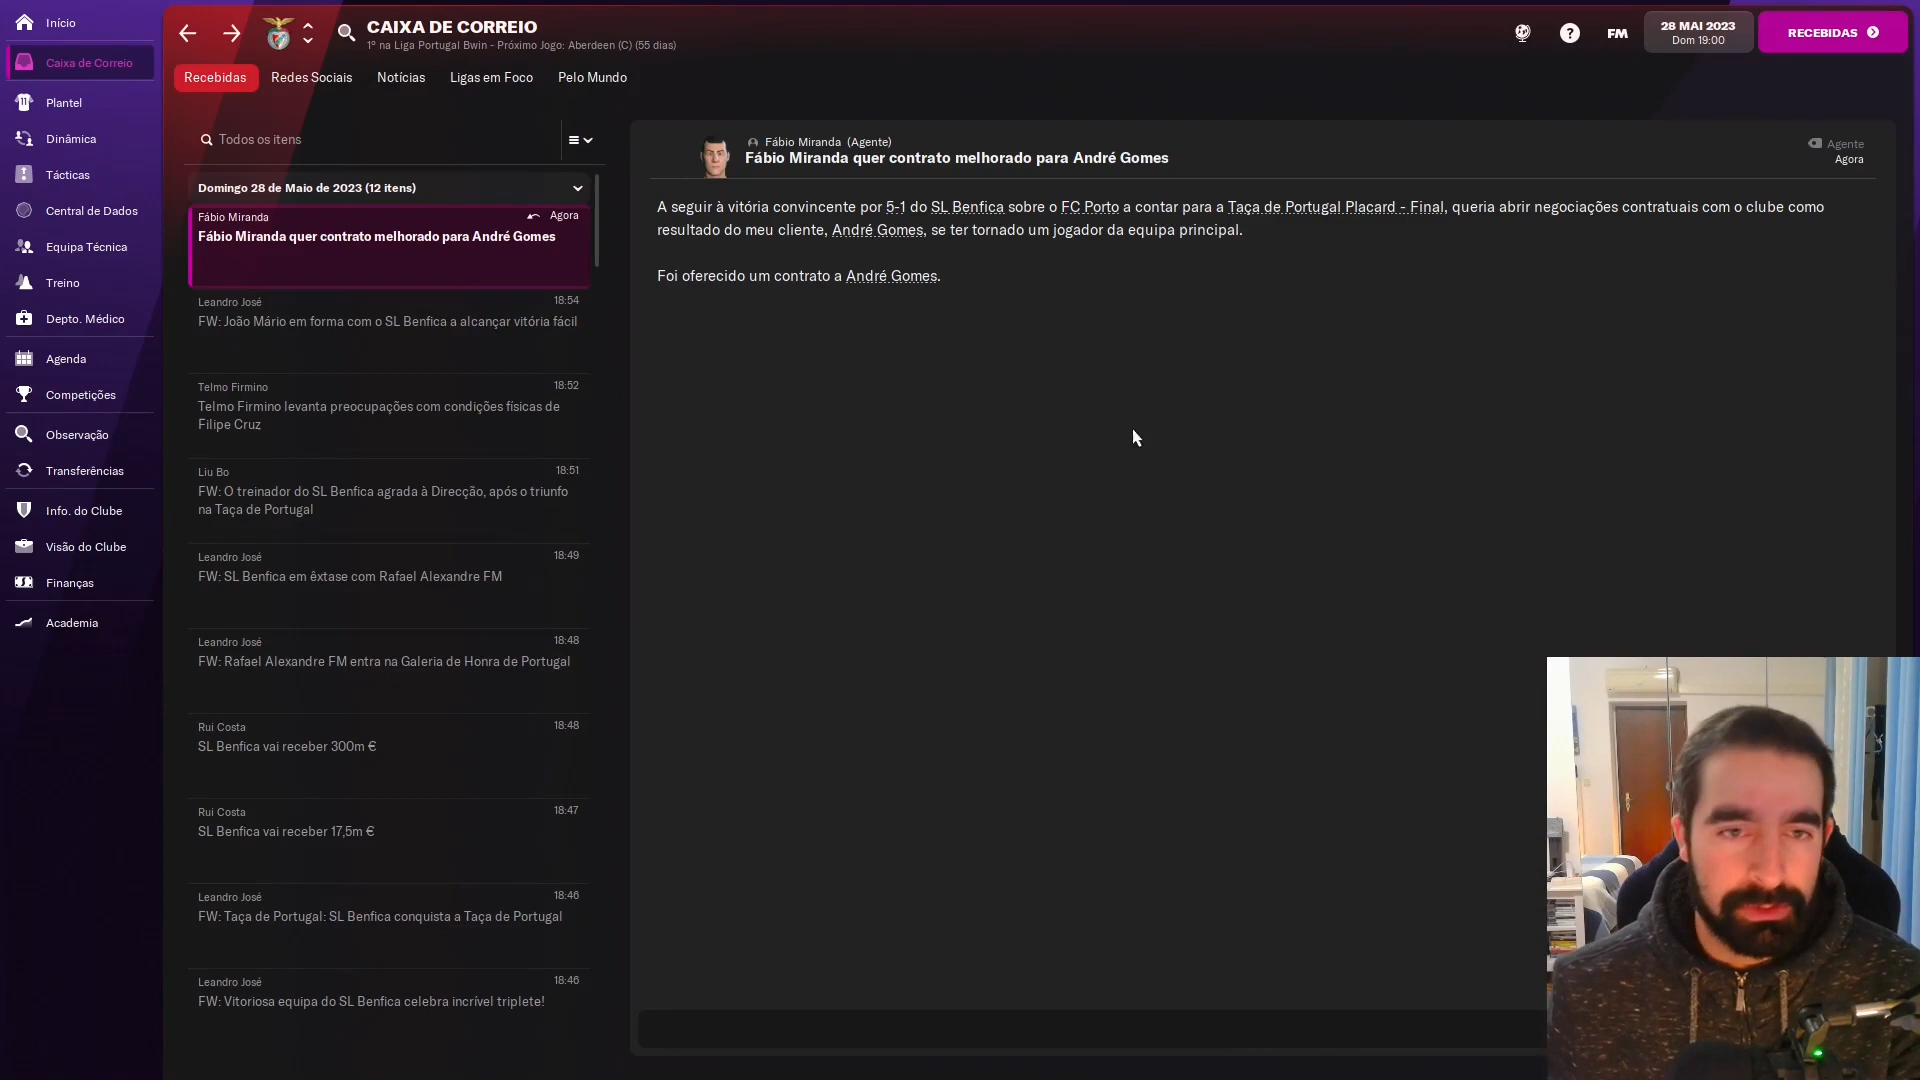 Início
Caixa de Correio
Plantel
Dinâmica
Tácticas
Central de Dados
Equipa Técnica
Treino
Depto. Médico
Agenda
Competições
Observação
Transferências
Info. do Clube
Visão do Clube
Finanças
Academia
CAIXA DE CORREIO
1º na Liga Portugal Bwin - Próximo Jogo: Aberdeen (C) (55 dias)
?
FM
28 MAI 2023
Dom 19:00
RECEBIDAS
Recebidas
Redes Sociais
Notícias
Ligas em Foco
Pelo Mundo
Todos os itens
Domingo 28 de Maio de 2023 (12 itens)
Fábio Miranda
Agora
Fábio Miranda quer contrato melhorado para André Gomes
Leandro José
18:54
FW: João Mário em forma com o SL Benfica a alcançar vitória fácil
Telmo Firmino
18:52
Telmo Firmino levanta preocupações com condições físicas de
Filipe Cruz
Liu Bo
18:51
FW: O treinador do SL Benfica agrada à Direcção, após o triunfo
na Taça de Portugal
Leandro José
18:49
FW: SL Benfica em êxtase com Rafael Alexandre FM
Leandro José
18:48
FW: Rafael Alexandre FM entra na Galeria de Honra de Portugal
Rui Costa
18:48
SL Benfica vai receber 300m €
Rui Costa
18:47
SL Benfica vai receber 17,5m €
Leandro José
18:46
FW: Taça de Portugal: SL Benfica conquista a Taça de Portugal
Leandro José
18:46
FW: Vitoriosa equipa do SL Benfica celebra incrível triplete!
Fábio Miranda (Agente)
Fábio Miranda quer contrato melhorado para André Gomes
Agente
Agora
A seguir à vitória convincente por 5-1 do SL Benfica sobre o FC Porto a contar para a Taça de Portugal Placard - Final, queria abrir negociações contratuais com o clube como
resultado do meu cliente, André Gomes, se ter tornado um jogador da equipa principal.
Foi oferecido um contrato a André Gomes.